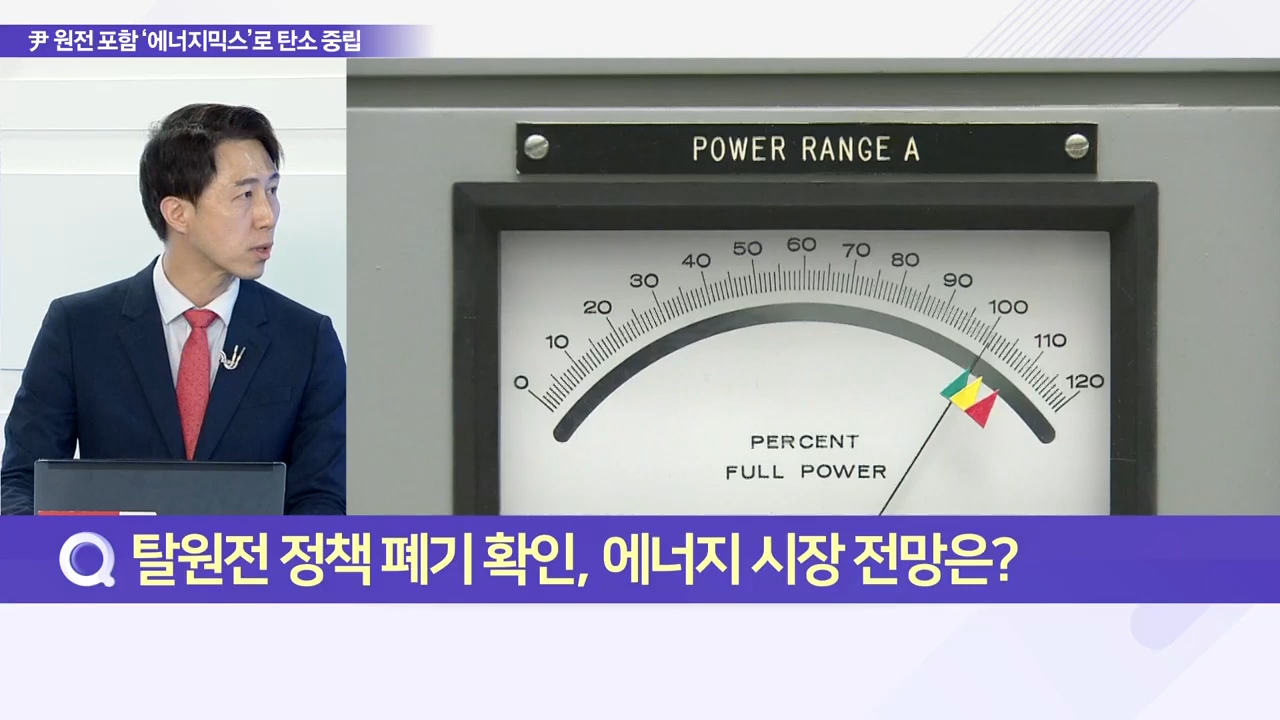 尹 원전 포함 ‘에너지믹스’로 탄소 중립
POWER RANGE A
0 10 20 30 40 50 60 70 80 90 100 110 120
PERCENT
FULL POWER
Q 탈원전 정책 폐기 확인, 에너지 시장 전망은?